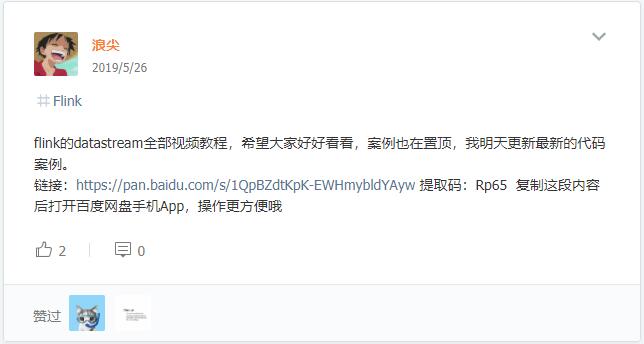 浪尖
2019/5/26
#Flink
flink的datastream全部视频教程，希望大家好好看看，案例也在置顶，我明天更新最新的代码
案例。
链接：https://pan.baidu.com/s/1QpBZdtKpK-EWHmybldYAyw 提取码：Rp65 复制这段内容
后打开百度网盘手机App，操作更方便哦
2 0
赞过